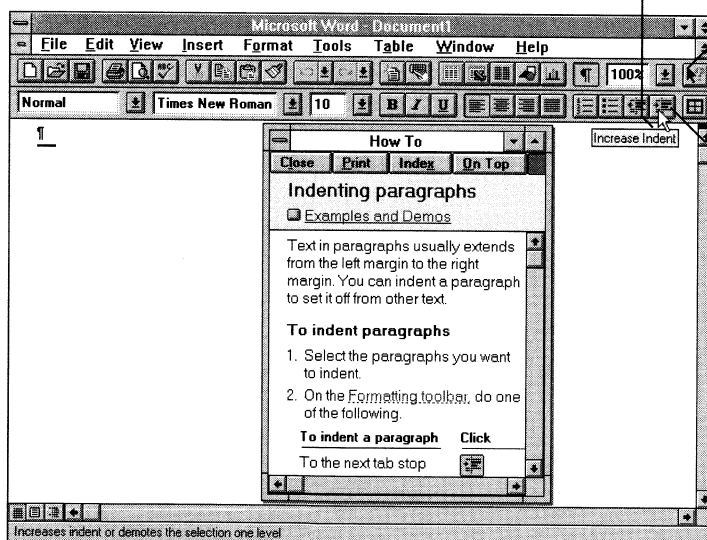 Microsoft Word - Document1
File Edit View Insert Format Tools Table Window Help
ABC ¶ 100%
Normal Times New Roman 10 B I U
¶
Increase Indent
How To
Close Print Index On Top
Indenting paragraphs
Examples and Demos
Text in paragraphs usually extends
from the left margin to the right
margin. You can indent a paragraph
to set it off from other text.
To indent paragraphs
1. Select the paragraphs you want
to indent.
2. On the Formatting toolbar, do one
of the following.
To indent a paragraph Click
To the next tab stop
Increases indent or demotes the selection one level